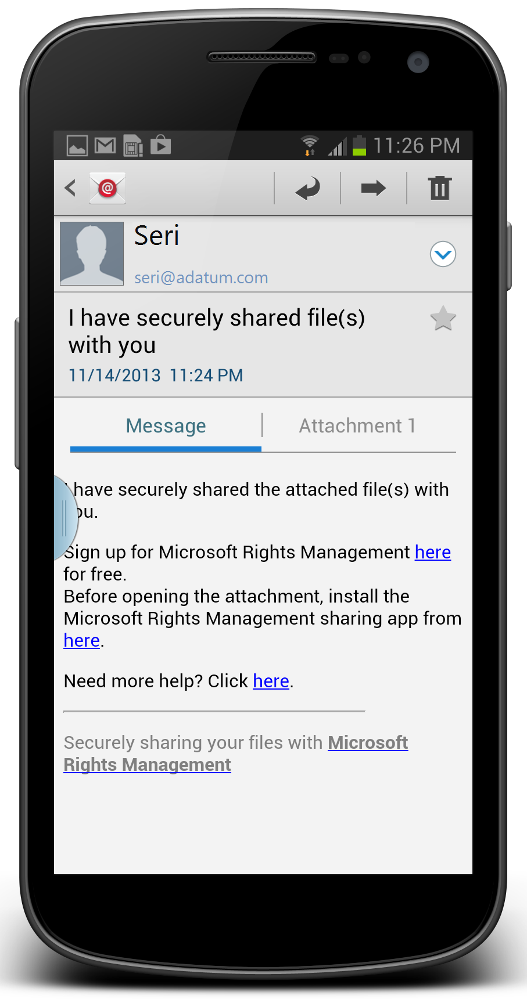 11:26 PM
Seri
seri@adatum.com
I have securely shared file(s)
with you
11/14/2013 11:24 PM
Message
Attachment 1
I have securely shared the attached file(s) with
you.
Sign up for Microsoft Rights Management here
for free.
Before opening the attachment, install the
Microsoft Rights Management sharing app from
here.
Need more help? Click here.
Securely sharing your files with Microsoft
Rights Management